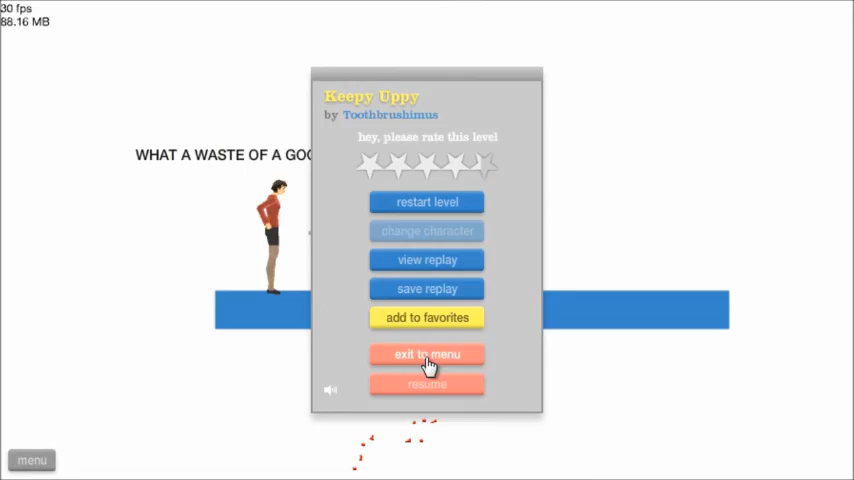 30 fps
88.16 MB
Keepy Uppy
by Toothbrushimus
hey, please rate this level
WHAT A WASTE OF A
restart level
change character
view replay
save replay
add to favorites
exit to menu
resume
menu